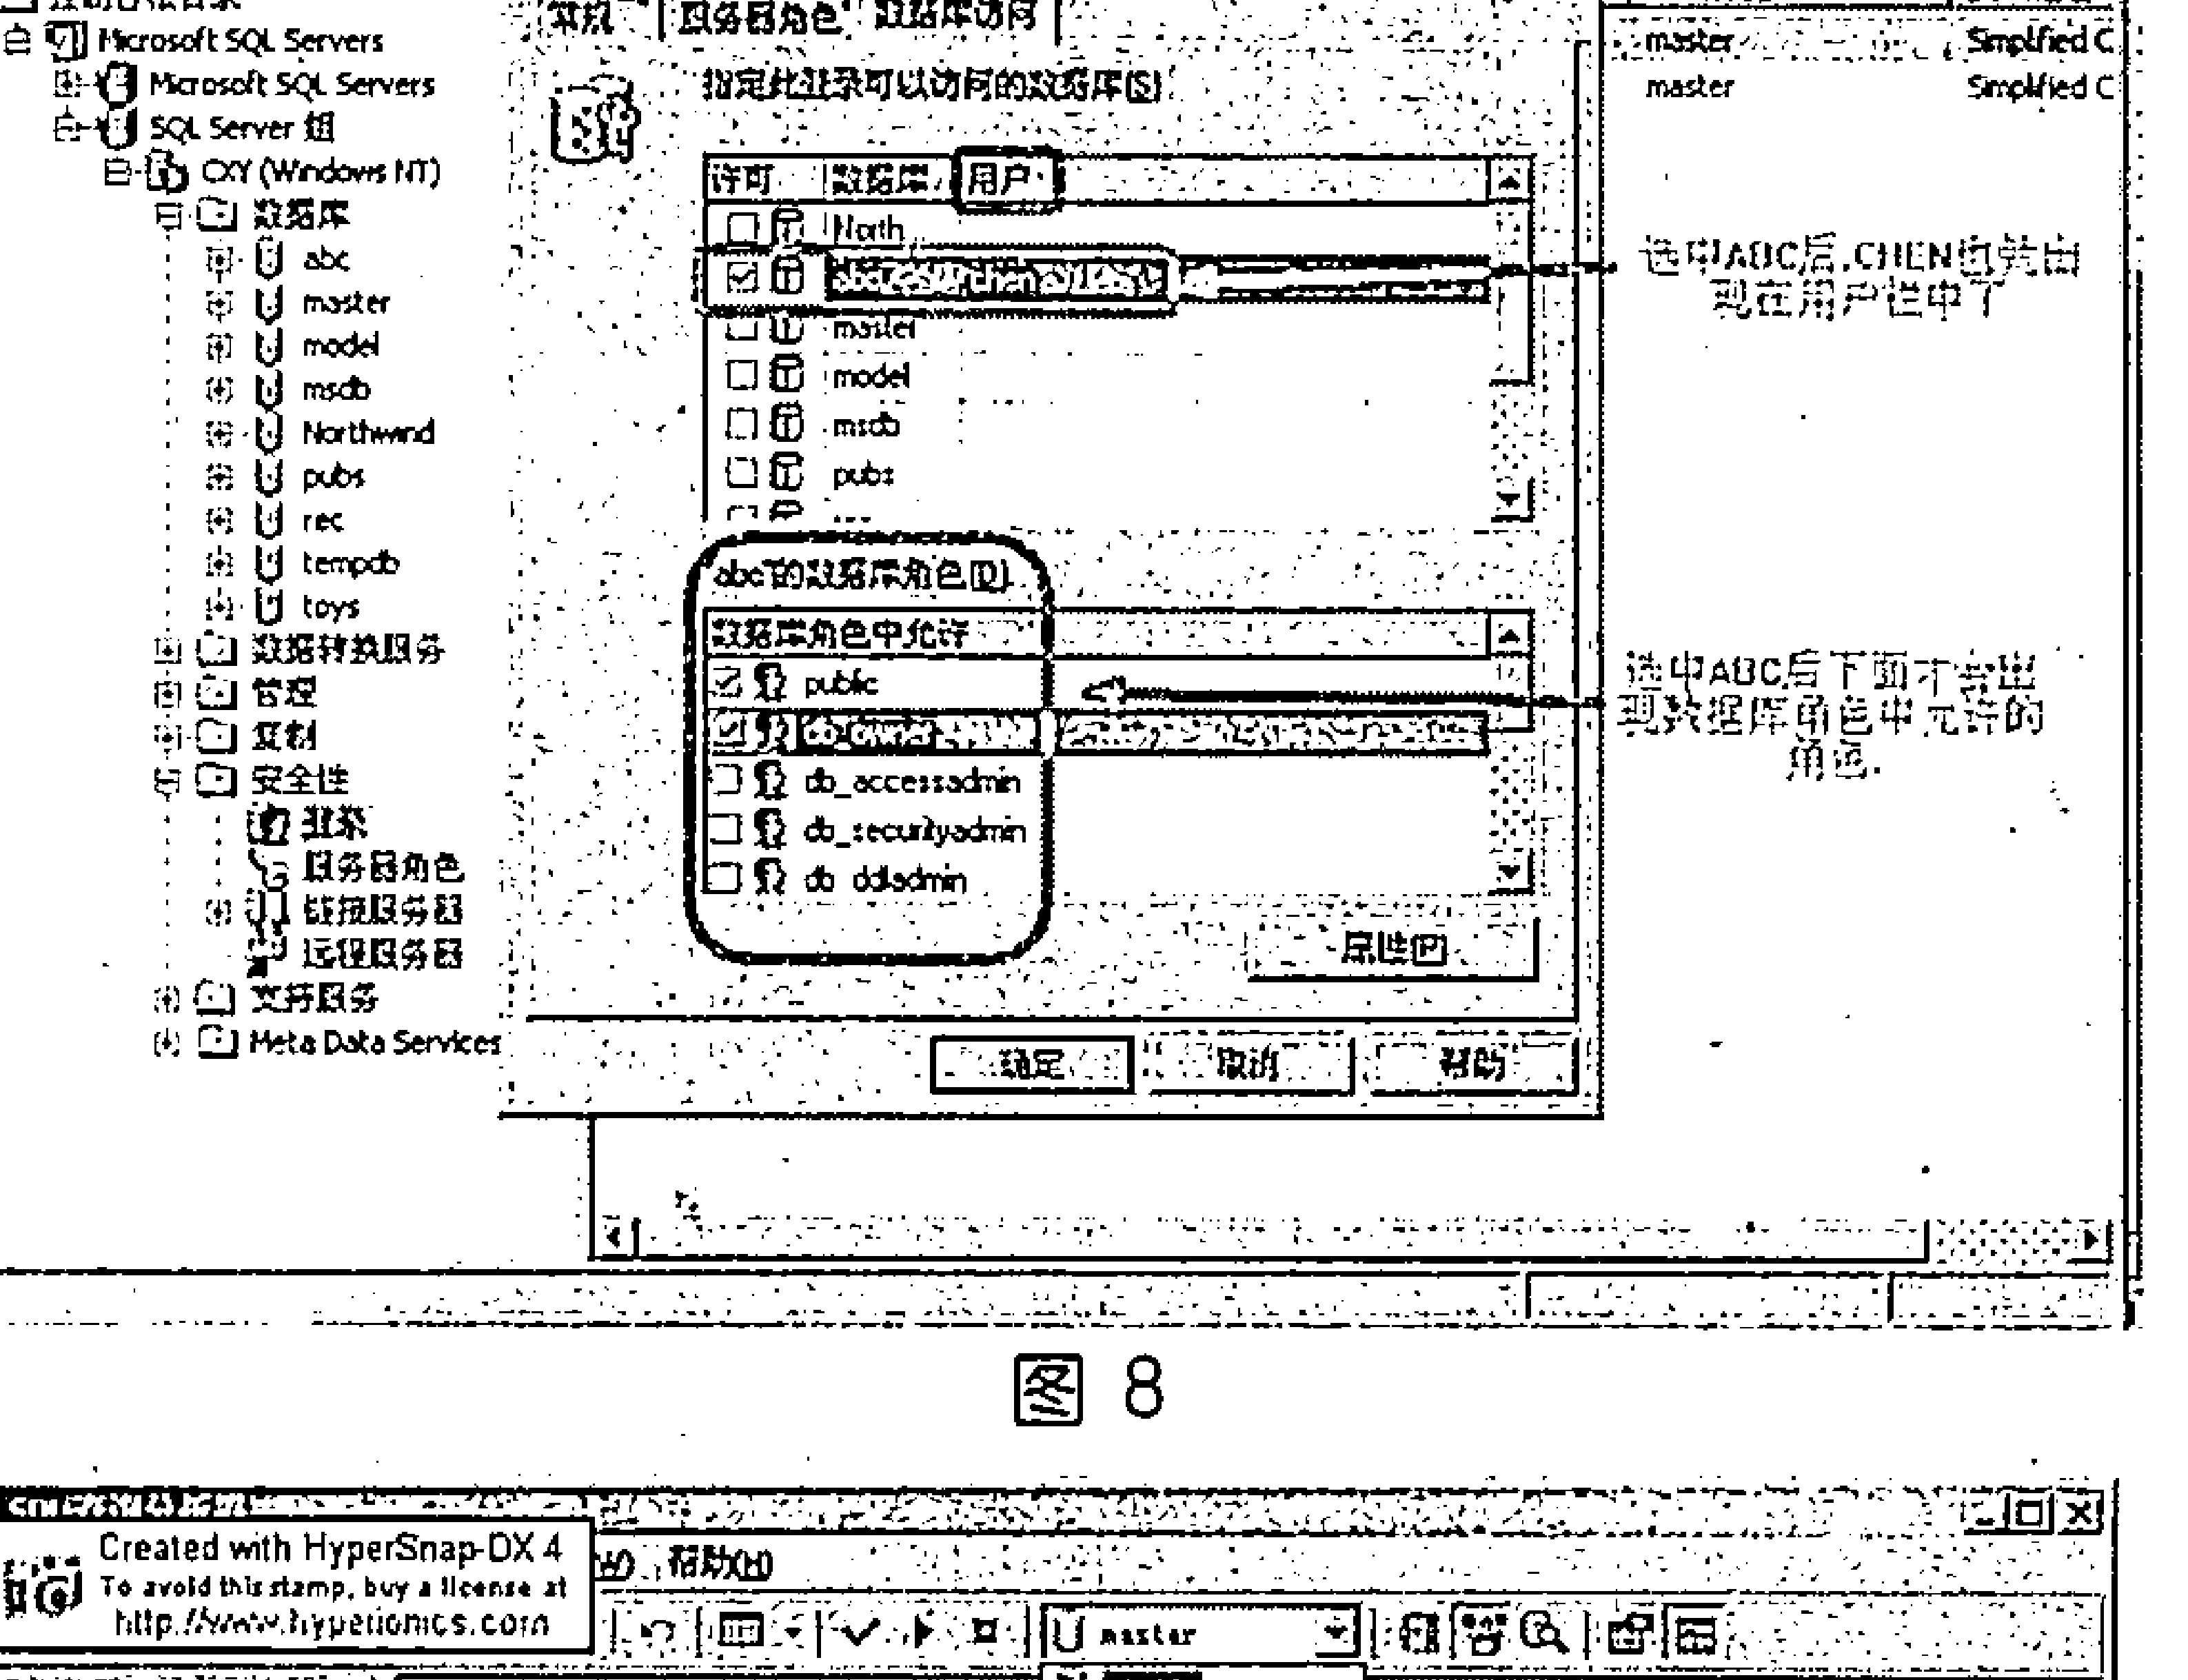 Microsoft SQL Servers
Microsoft SQL Servers
SQL Server 组
CXY (Windows NT)
数据库
abc
master
model
msdb
Northwind
pubs
rec
tempdb
toys
数据转换服务
管理
复制
安全性
登录
服务器角色
链接服务器
远程服务器
支持服务
Meta Data Services
常规 服务器角色 数据库访问
指定此登录可以访问的数据库(S)
许可 数据库 用户
North
abc chen
master
model
msdb
pubs
abc的数据库角色(D)
数据库角色中允许
public
db_owner
db_accessadmin
db_securityadmin
db_ddladmin
属性(P)
确定 取消 帮助
master Simplified C
master Simplified C
选中ABC后,CHEN也就出
现在用户栏中了
选中ABC后下面才会出
现数据库角色中允许的
角色.
图 8
Created with HyperSnap-DX 4
To avoid this stamp, buy a license at
http://www.hyperionics.com
帮助(H)
master